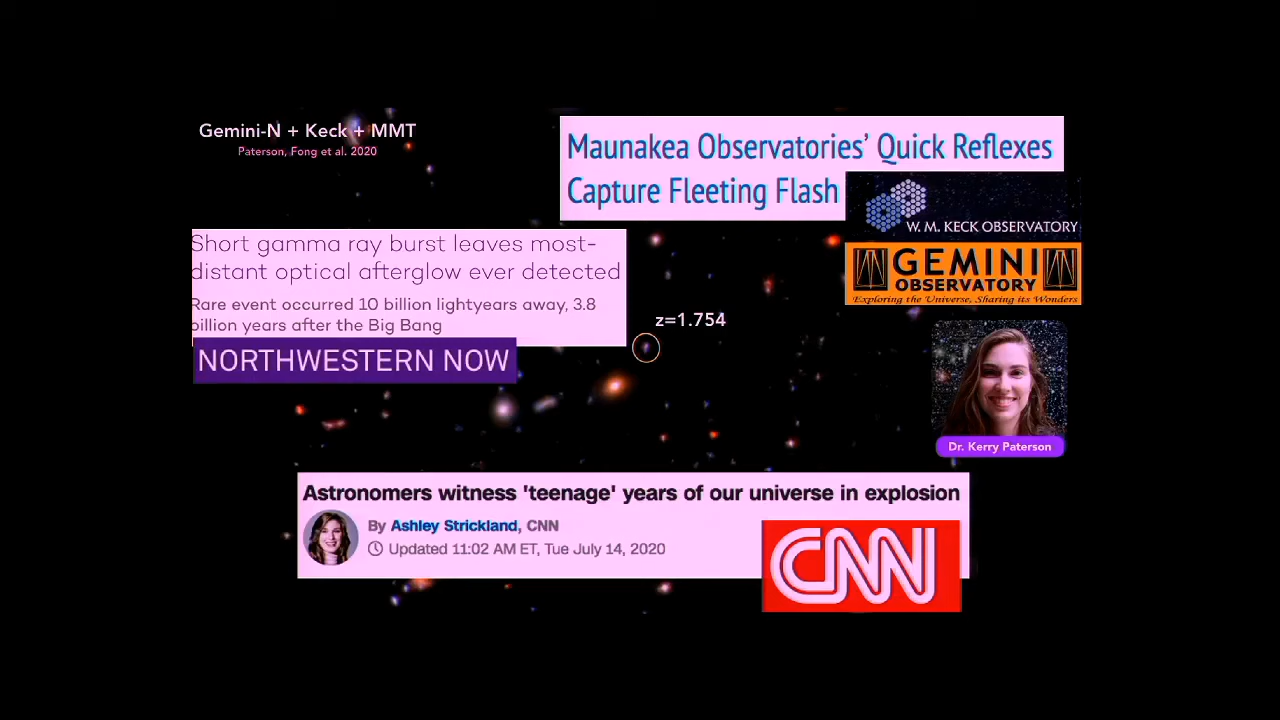 Gemini-N + Keck + MMT
Paterson, Fong et al. 2020
Maunakea Observatories' Quick Reflexes
Capture Fleeting Flash
W. M. KECK OBSERVATORY
GEMINI
OBSERVATORY
Exploring the Universe, Sharing its Wonders
Short gamma ray burst leaves most-
distant optical afterglow ever detected
Rare event occurred 10 billion lightyears away, 3.8
billion years after the Big Bang
NORTHWESTERN NOW
z=1.754
Dr. Kerry Paterson
Astronomers witness 'teenage' years of our universe in explosion
By Ashley Strickland, CNN
Updated 11:02 AM ET, Tue July 14, 2020
CNN